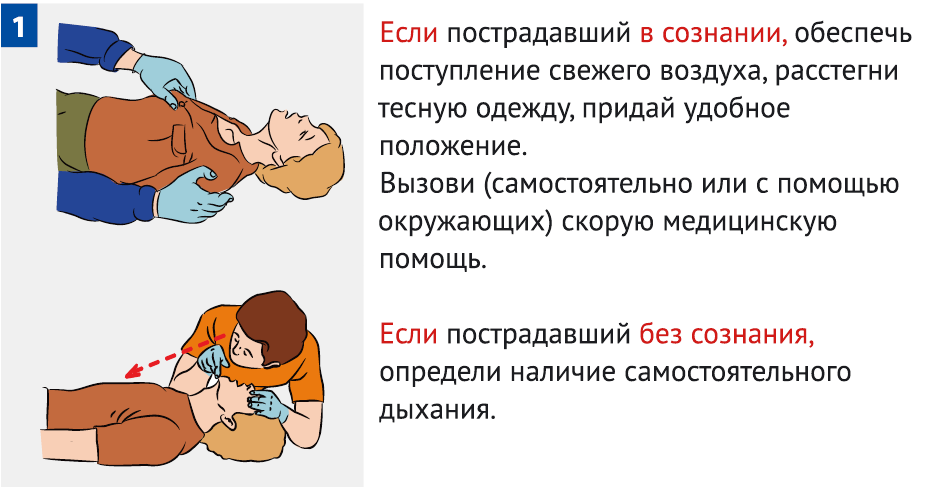 1
Если пострадавший в сознании, обеспечь
поступление свежего воздуха, расстегни
тесную одежду, придай удобное
положение.
Вызови (самостоятельно или с помощью
окружающих) скорую медицинскую
помощь.
Если пострадавший без сознания,
определи наличие самостоятельного
дыхания.